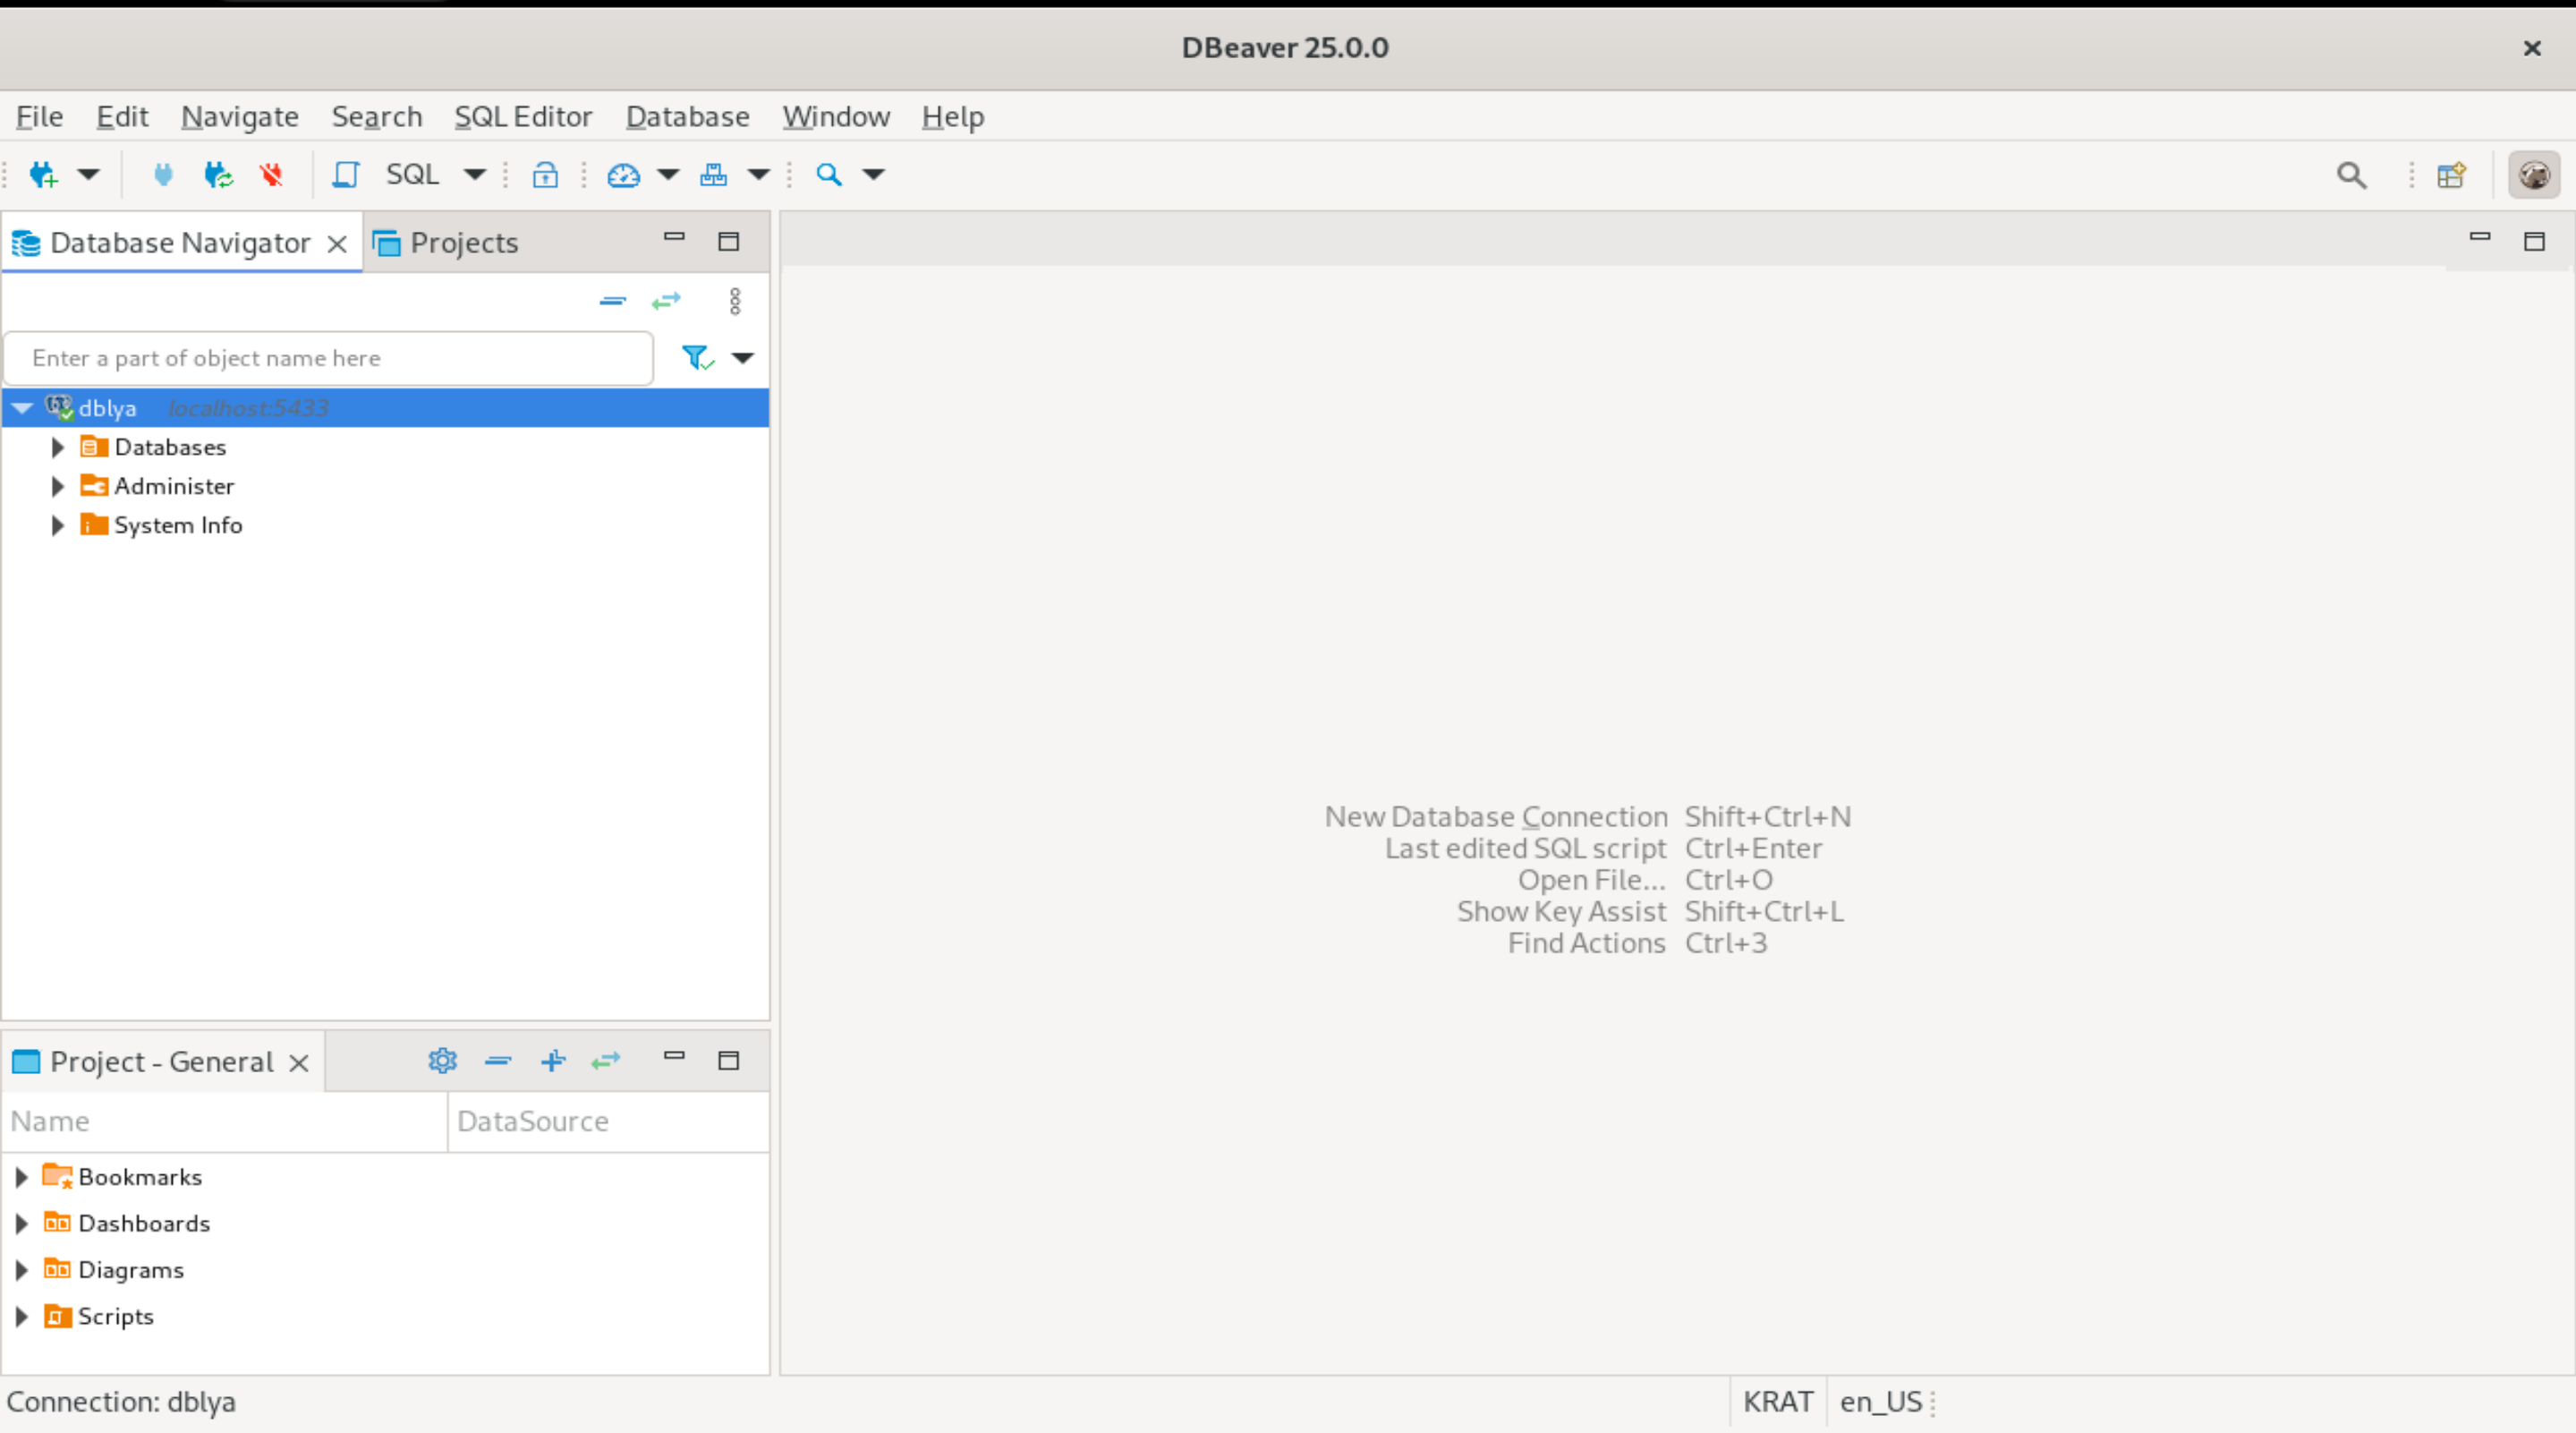 DBeaver 25.0.0
File Edit Navigate Search SQL Editor Database Window Help
SQL
Database Navigator Projects
Enter a part of object name here
dblya localhost:5433
Databases
Administer
System Info
New Database Connection Shift+Ctrl+N
Last edited SQL script Ctrl+Enter
Open File... Ctrl+O
Show Key Assist Shift+Ctrl+L
Find Actions Ctrl+3
Project - General
Name DataSource
Bookmarks
Dashboards
Diagrams
Scripts
Connection: dblya KRAT en_US